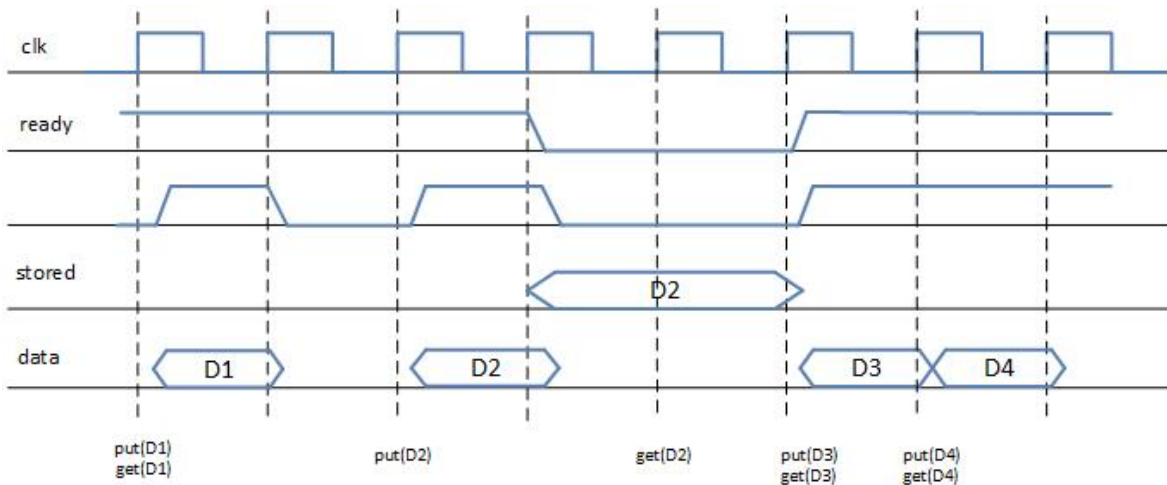 clk
ready
stored
D2
data
D1
D2
D3
D4
put(D1)
get(D1)
put(D2)
get(D2)
put(D3)
get(D3)
put(D4)
get(D4)